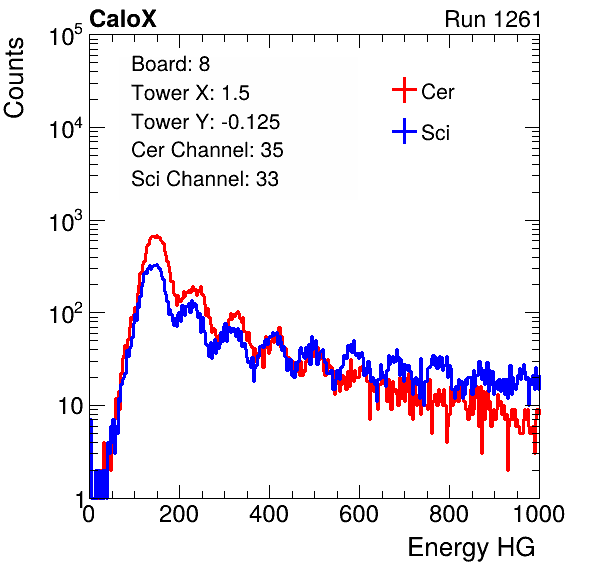 CaloX Run 1261
Counts
Board: 8
Tower X: 1.5
Tower Y: -0.125
Cer Channel: 35
Sci Channel: 33
Cer
Sci
10^5
10^4
10^3
10^2
10
1
0 200 400 600 800 1000
Energy HG